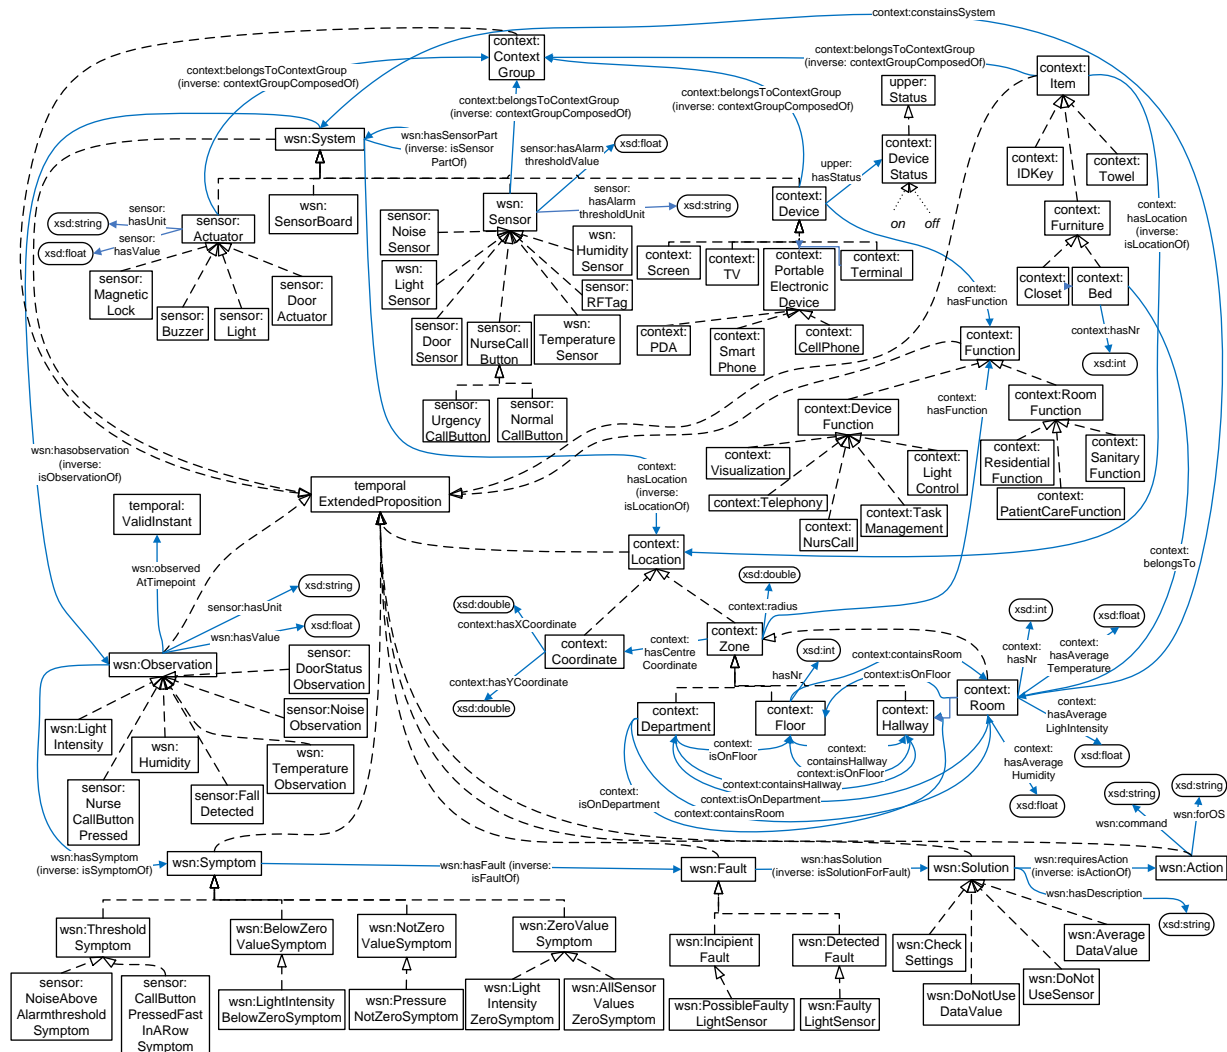 context:constainsSystem
context:
Context
Group
context:belongsToContextGroup
(inverse: contextGroupComposedOf)
context:belongsToContextGroup
(inverse: contextGroupComposedOf)
context:belongsToContextGroup
(inverse: contextGroupComposedOf)
context:belongsToContextGroup
(inverse: contextGroupComposedOf)
context:
Item
upper:
Status
wsn:System
wsn:hasSensorPart
(inverse: isSensor
PartOf)
sensor:hasAlarm
thresholdValue
xsd:float
upper:
hasStatus
context:
Device
Status
on
off
context:
IDKey
context:
Towel
context:
Furniture
context:
hasLocation
(inverse:
isLocationOf)
context:
Closet
context:
Bed
context:hasNr
xsd:int
sensor:
hasUnit
xsd:string
sensor:
hasValue
xsd:float
sensor:
Actuator
wsn:
SensorBoard
sensor:
Magnetic
Lock
sensor:
Buzzer
sensor:
Light
sensor:
Door
Actuator
wsn:
Sensor
sensor:
hasAlarm
thresholdUnit
xsd:string
sensor:
Noise
Sensor
wsn:
Light
Sensor
sensor:
Door
Sensor
sensor:
NurseCall
Button
wsn:
Humidity
Sensor
sensor:
RFTag
wsn:
Temperature
Sensor
sensor:
Urgency
CallButton
sensor:
Normal
CallButton
context:
Device
context:
Screen
context:
TV
context:
Portable
Electronic
Device
context:
Terminal
context:
PDA
context:
Smart
Phone
context:
CellPhone
context:
hasFunction
context:
Function
context:
hasFunction
context:Device
Function
context:Room
Function
context:
Visualization
context:Telephony
context:
NursCall
context:Task
Management
context:
Light
Control
context:
Residential
Function
context:
PatientCareFunction
context:
Sanitary
Function
wsn:hasobservation
(inverse:
isObservationOf)
temporal
ExtendedProposition
context:
hasLocation
(inverse:
isLocationOf)
temporal:
ValidInstant
wsn:observed
AtTimepoint
sensor:hasUnit
xsd:string
wsn:hasValue
xsd:float
context:
Location
context:
belongsTo
xsd:double
context:radius
xsd:double
context:hasXCoordinate
context:
Coordinate
context:
hasCentre
Coordinate
context:
Zone
context:hasYCoordinate
xsd:double
xsd:int
hasNr
context:containsRoom
context:isOnFloor
xsd:int
context:
hasNr
xsd:float
context:
hasAverage
Temperature
context:
Room
context:
hasAverage
LightIntensity
xsd:float
context:
hasAverage
Humidity
xsd:float
context:
Department
context:
Floor
context:
Hallway
context:
isOnFloor
context:
containsHallway
context:isOnFloor
context:containsHallway
context:
isOnDepartment
context:isOnDepartment
context:containsRoom
wsn:Observation
sensor:
DoorStatus
Observation
sensor:Noise
Observation
wsn:Light
Intensity
wsn:
Humidity
wsn:
Temperature
Observation
sensor:
Nurse
CallButton
Pressed
sensor:Fall
Detected
wsn:hasSymptom
(inverse: isSymptomOf)
wsn:Symptom
wsn:hasFault (inverse:
isFaultOf)
wsn:Fault
wsn:hasSolution
(inverse: isSolutionForFault)
wsn:Solution
wsn:requiresAction
(inverse: isActionOf)
wsn:Action
wsn:command
xsd:string
wsn:forOS
xsd:string
wsn:hasDescription
xsd:string
wsn:Threshold
Symptom
wsn:BelowZero
ValueSymptom
wsn:NotZero
ValueSymptom
wsn:ZeroValue
Symptom
wsn:Incipient
Fault
wsn:Detected
Fault
wsn:Check
Settings
wsn:Average
DataValue
sensor:
NoiseAbove
Alarmthreshold
Symptom
sensor:
CallButton
PressedFast
InARow
Symptom
wsn:LightIntensity
BelowZeroSymptom
wsn:Pressure
NotZeroSymptom
wsn:Light
Intensity
ZeroSymptom
wsn:AllSensor
Values
ZeroSymptom
wsn:PossibleFaulty
LightSensor
wsn:Faulty
LightSensor
wsn:DoNotUse
DataValue
wsn:DoNot
UseSensor